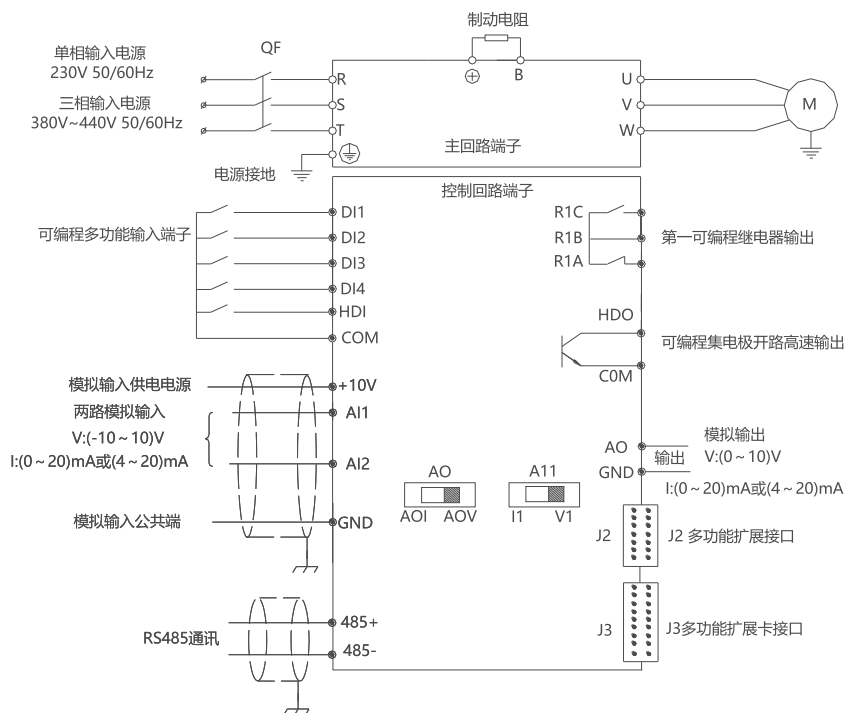 制动电阻
QF
单相输入电源
230V 50/60Hz
三相输入电源
380V~440V 50/60Hz
电源接地
R
S
T
B
U
V
W
M
主回路端子
控制回路端子
可编程多功能输入端子
DI1
DI2
DI3
DI4
HDI
COM
R1C
R1B
R1A
第一可编程继电器输出
HDO
C0M
可编程集电极开路高速输出
模拟输入供电电源
+10V
两路模拟输入
V:(-10～10)V
I:(0～20)mA或(4～20)mA
AI1
AI2
模拟输入公共端
GND
AO
AOI AOV
A11
I1 V1
AO
GND
输出
模拟输出
V:(0～10)V
I:(0～20)mA或(4～20)mA
J2
J2 多功能扩展接口
J3
J3多功能扩展卡接口
RS485通讯
485+
485-